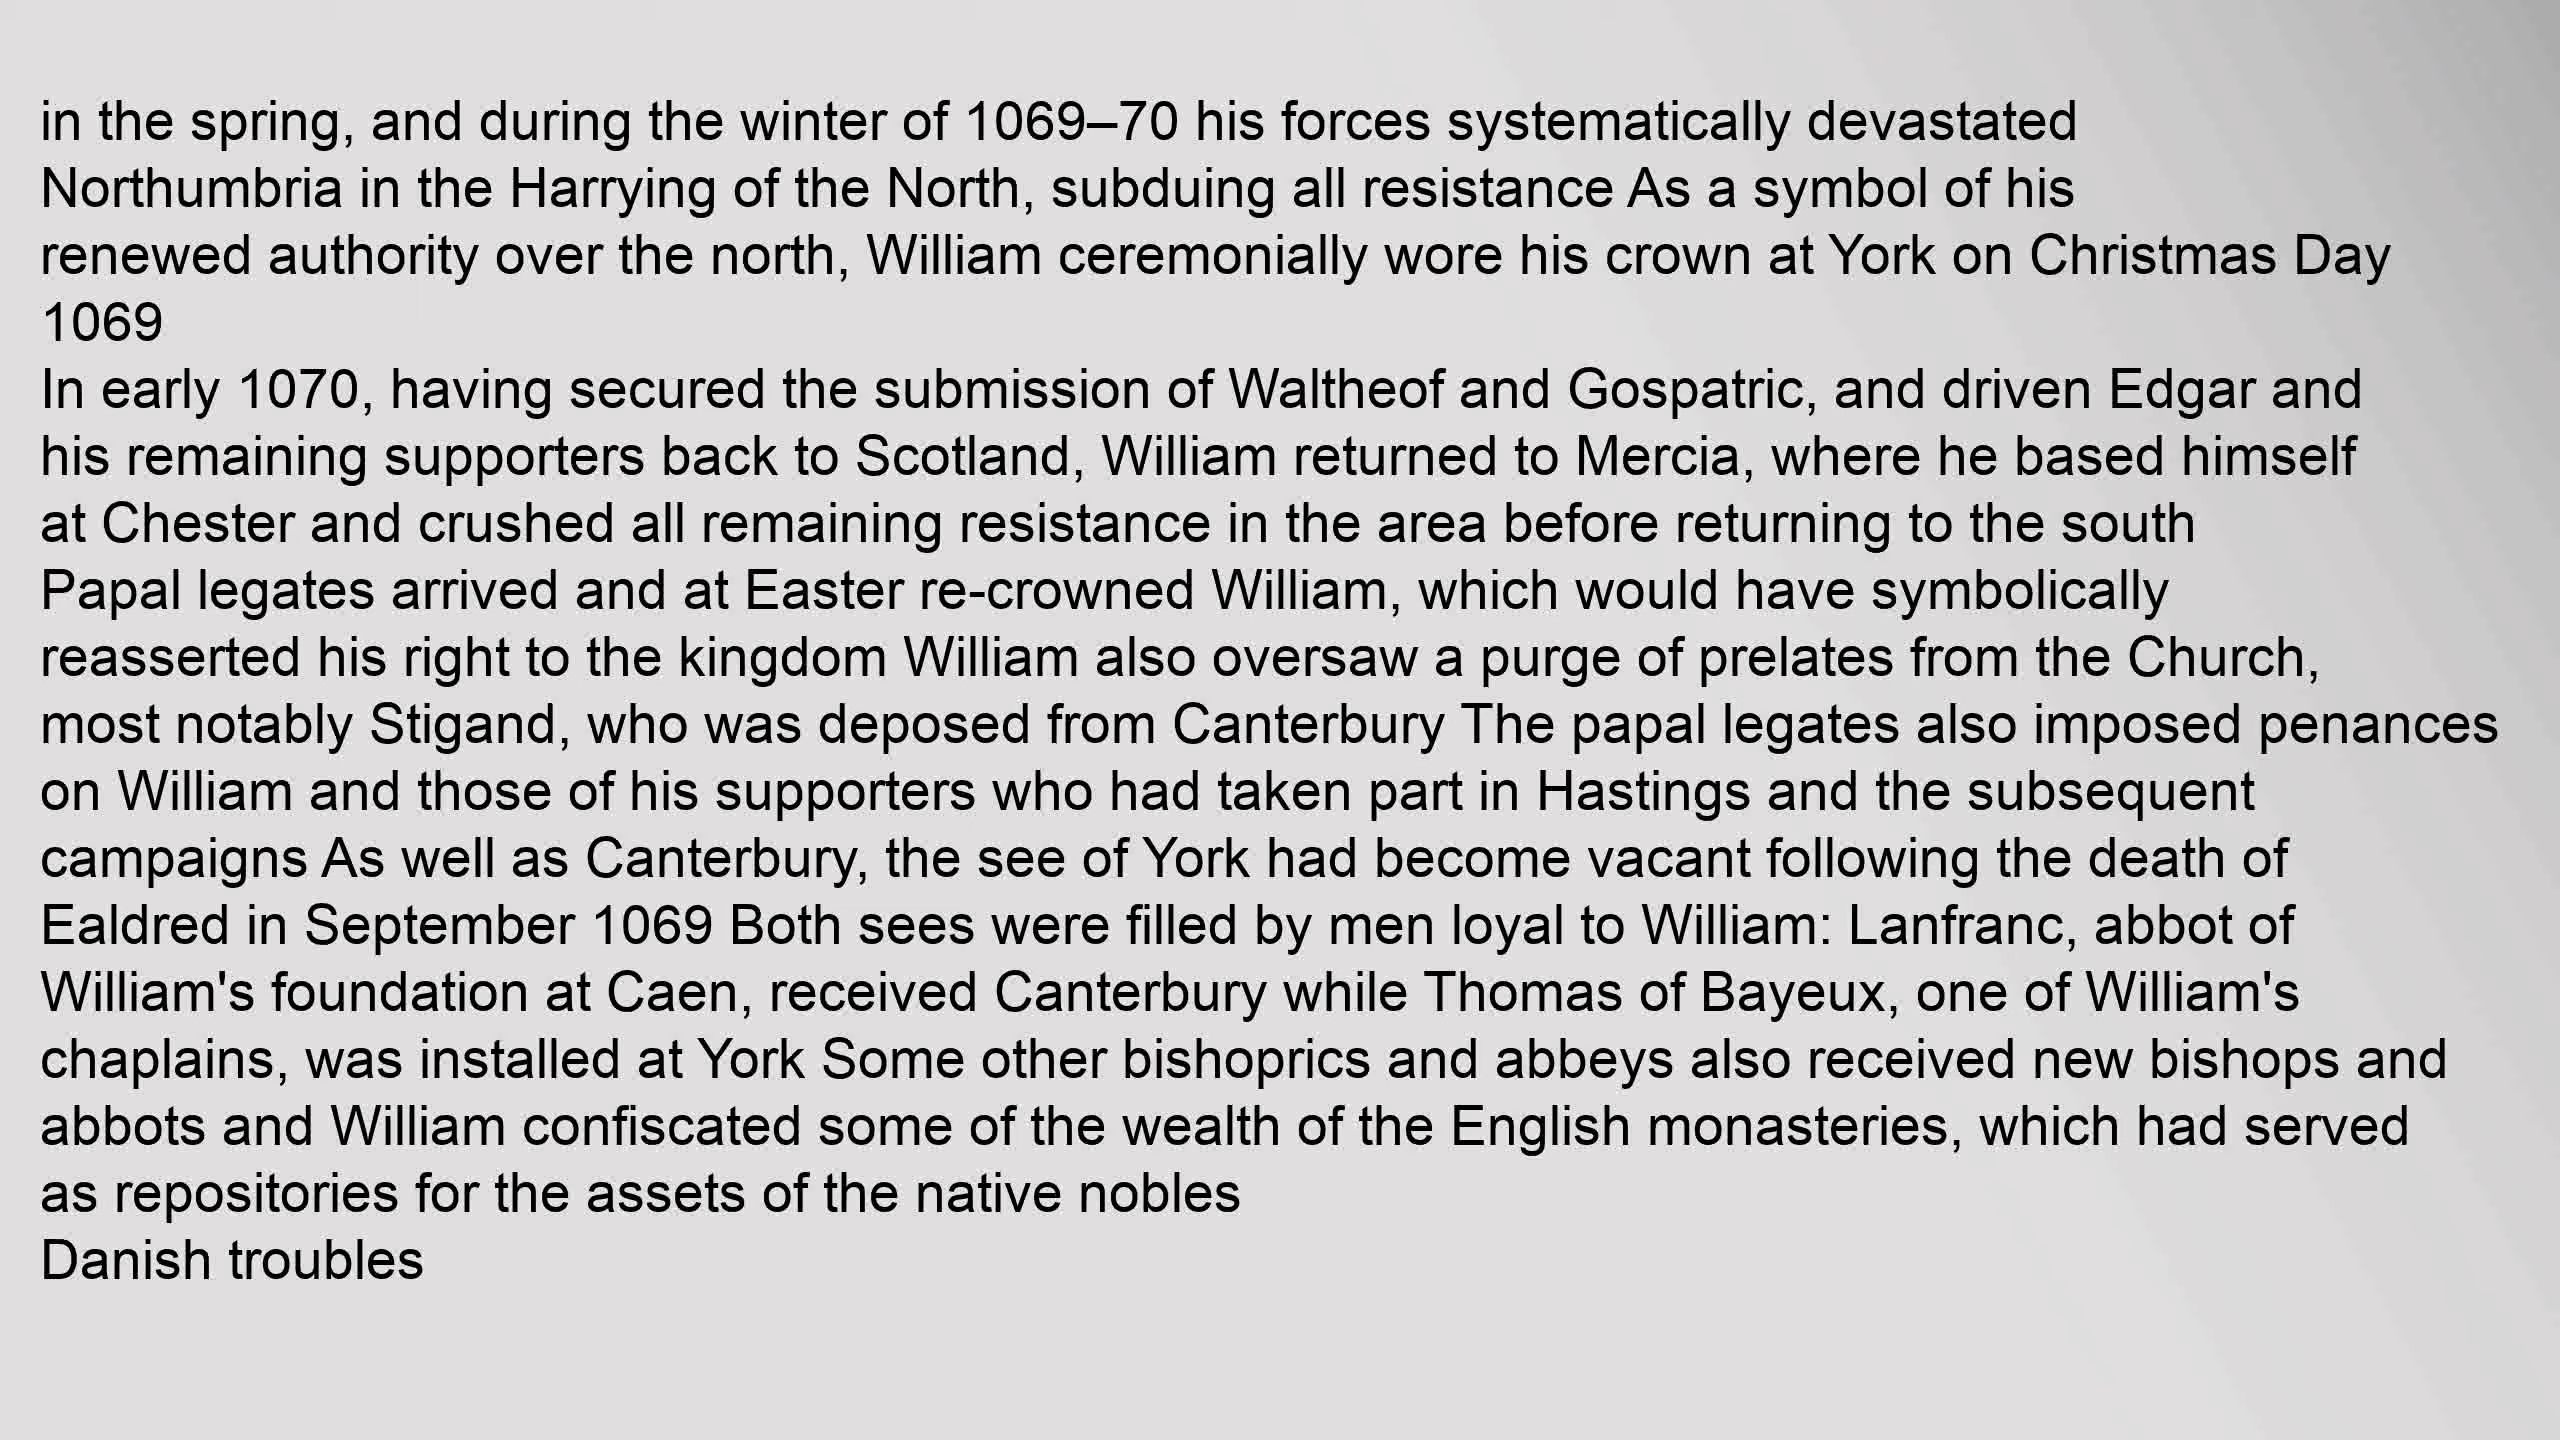 in the spring, and during the winter of 1069–70 his forces systematically devastated
Northumbria in the Harrying of the North, subduing all resistance As a symbol of his
renewed authority over the north, William ceremonially wore his crown at York on Christmas Day
1069
In early 1070, having secured the submission of Waltheof and Gospatric, and driven Edgar and
his remaining supporters back to Scotland, William returned to Mercia, where he based himself
at Chester and crushed all remaining resistance in the area before returning to the south
Papal legates arrived and at Easter re-crowned William, which would have symbolically
reasserted his right to the kingdom William also oversaw a purge of prelates from the Church,
most notably Stigand, who was deposed from Canterbury The papal legates also imposed penances
on William and those of his supporters who had taken part in Hastings and the subsequent
campaigns As well as Canterbury, the see of York had become vacant following the death of
Ealdred in September 1069 Both sees were filled by men loyal to William: Lanfranc, abbot of
William's foundation at Caen, received Canterbury while Thomas of Bayeux, one of William's
chaplains, was installed at York Some other bishoprics and abbeys also received new bishops and
abbots and William confiscated some of the wealth of the English monasteries, which had served
as repositories for the assets of the native nobles
Danish troubles